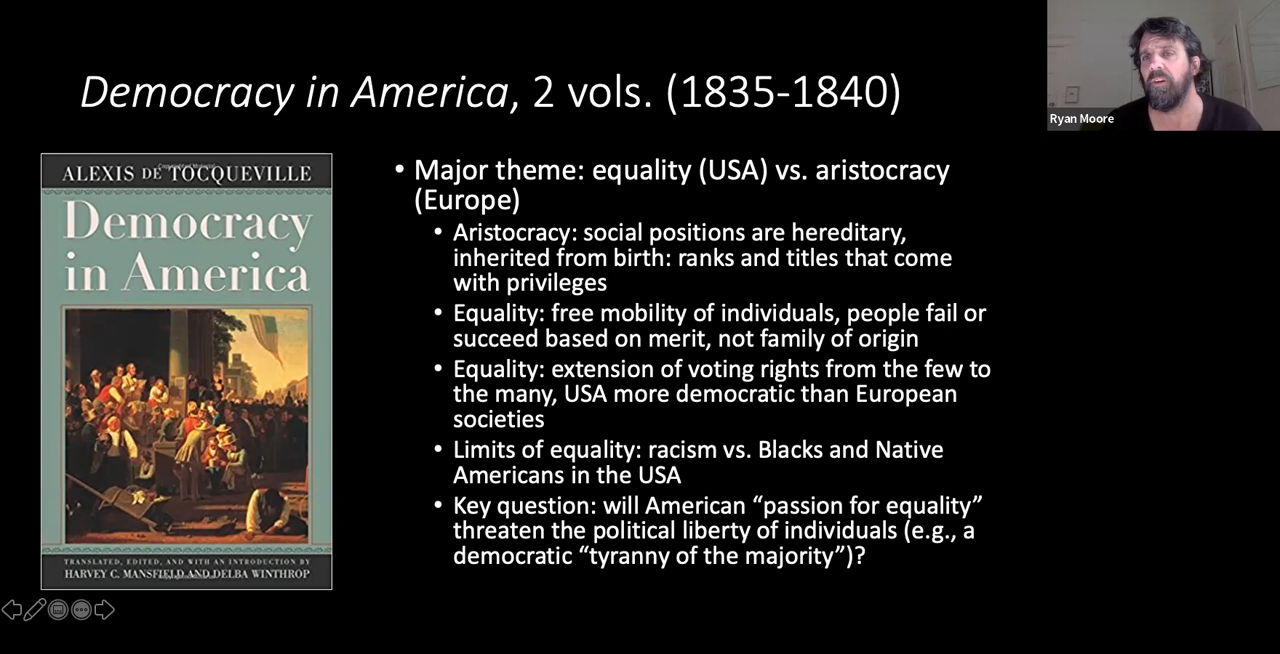 Democracy in America, 2 vols. (1835-1840)
Ryan Moore
ALEXIS DE TOCQUEVILLE
Democracy
in America
TRANSLATED, EDITED, AND WITH AN INTRODUCTION BY
HARVEY C. MANSFIELD AND DELBA WINTHROP
• Major theme: equality (USA) vs. aristocracy
(Europe)
• Aristocracy: social positions are hereditary,
inherited from birth: ranks and titles that come
with privileges
• Equality: free mobility of individuals, people fail or
succeed based on merit, not family of origin
• Equality: extension of voting rights from the few to
the many, USA more democratic than European
societies
• Limits of equality: racism vs. Blacks and Native
Americans in the USA
• Key question: will American “passion for equality”
threaten the political liberty of individuals (e.g., a
democratic “tyranny of the majority”)?